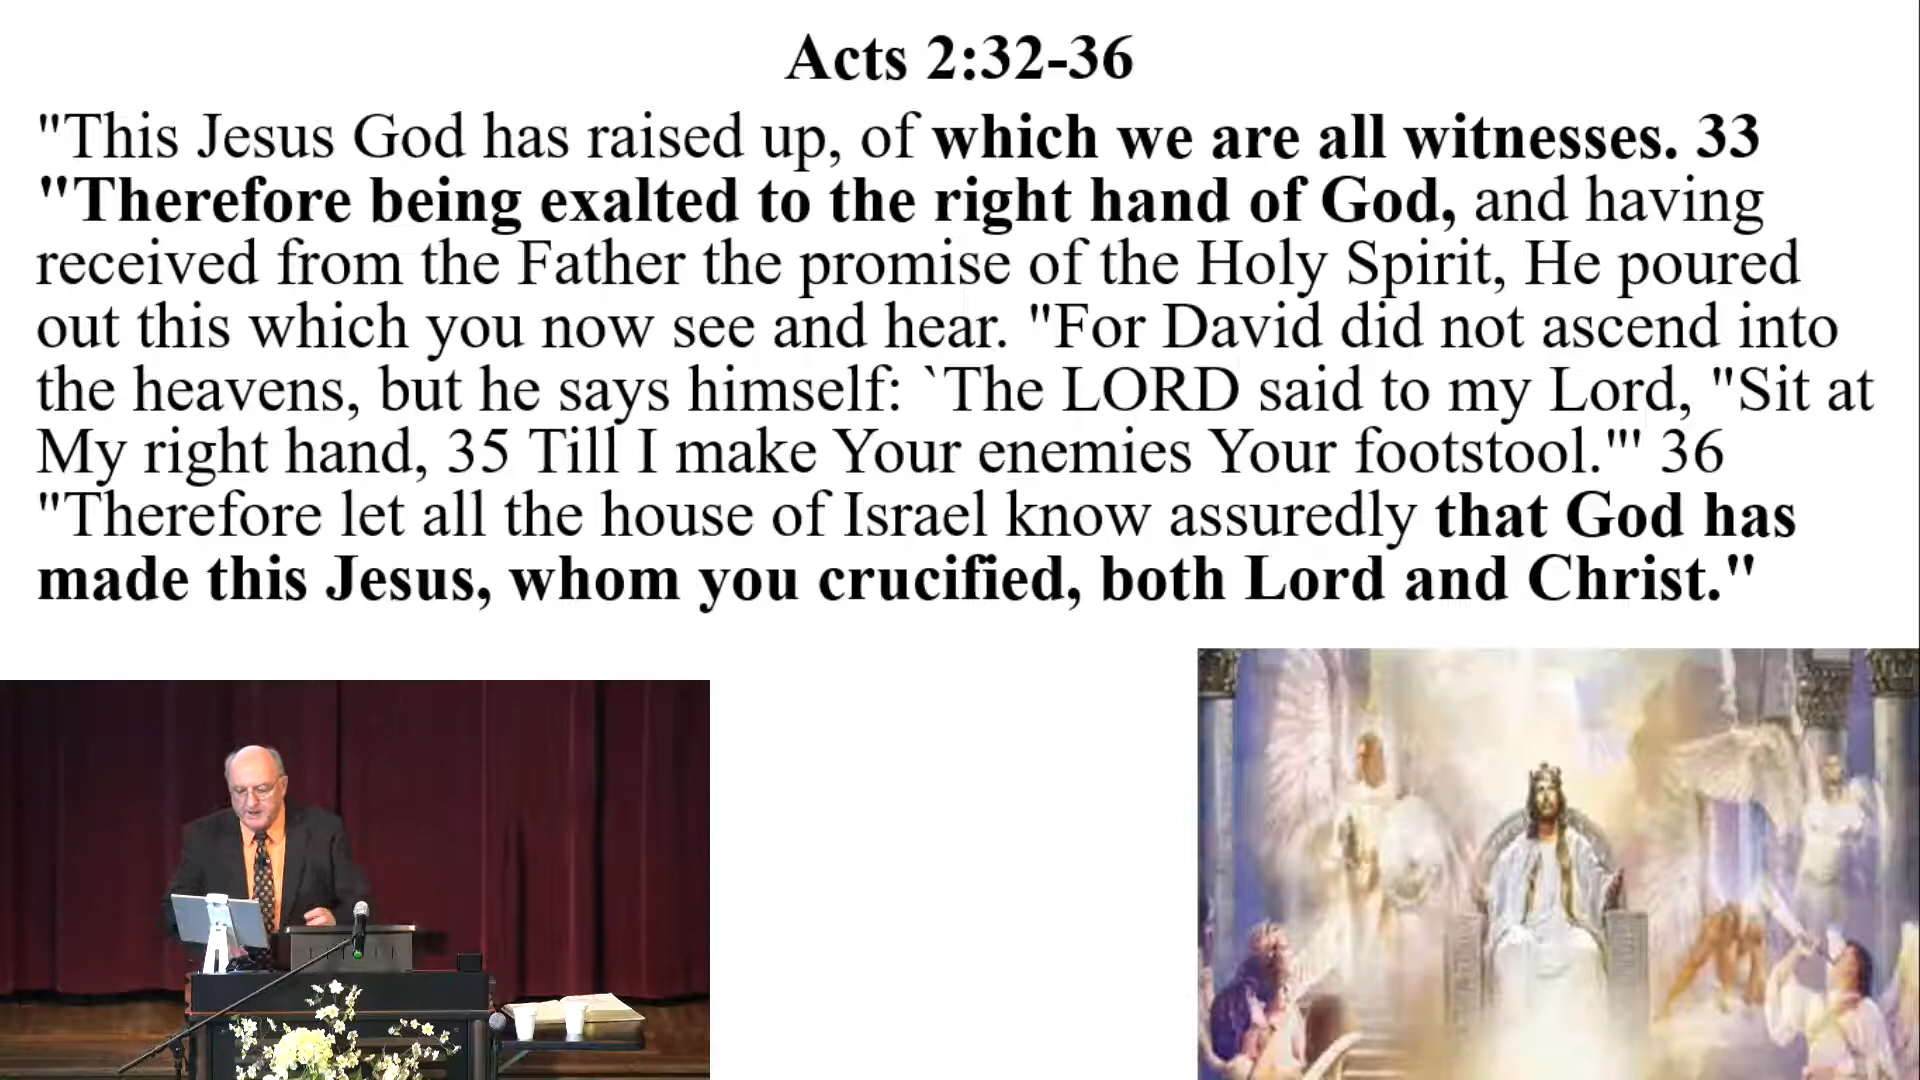 Acts 2:32-36
"This Jesus God has raised up, of which we are all witnesses. 33
"Therefore being exalted to the right hand of God, and having
received from the Father the promise of the Holy Spirit, He poured
out this which you now see and hear. "For David did not ascend into
the heavens, but he says himself: `The LORD said to my Lord, "Sit at
My right hand, 35 Till I make Your enemies Your footstool."' 36
"Therefore let all the house of Israel know assuredly that God has
made this Jesus, whom you crucified, both Lord and Christ."